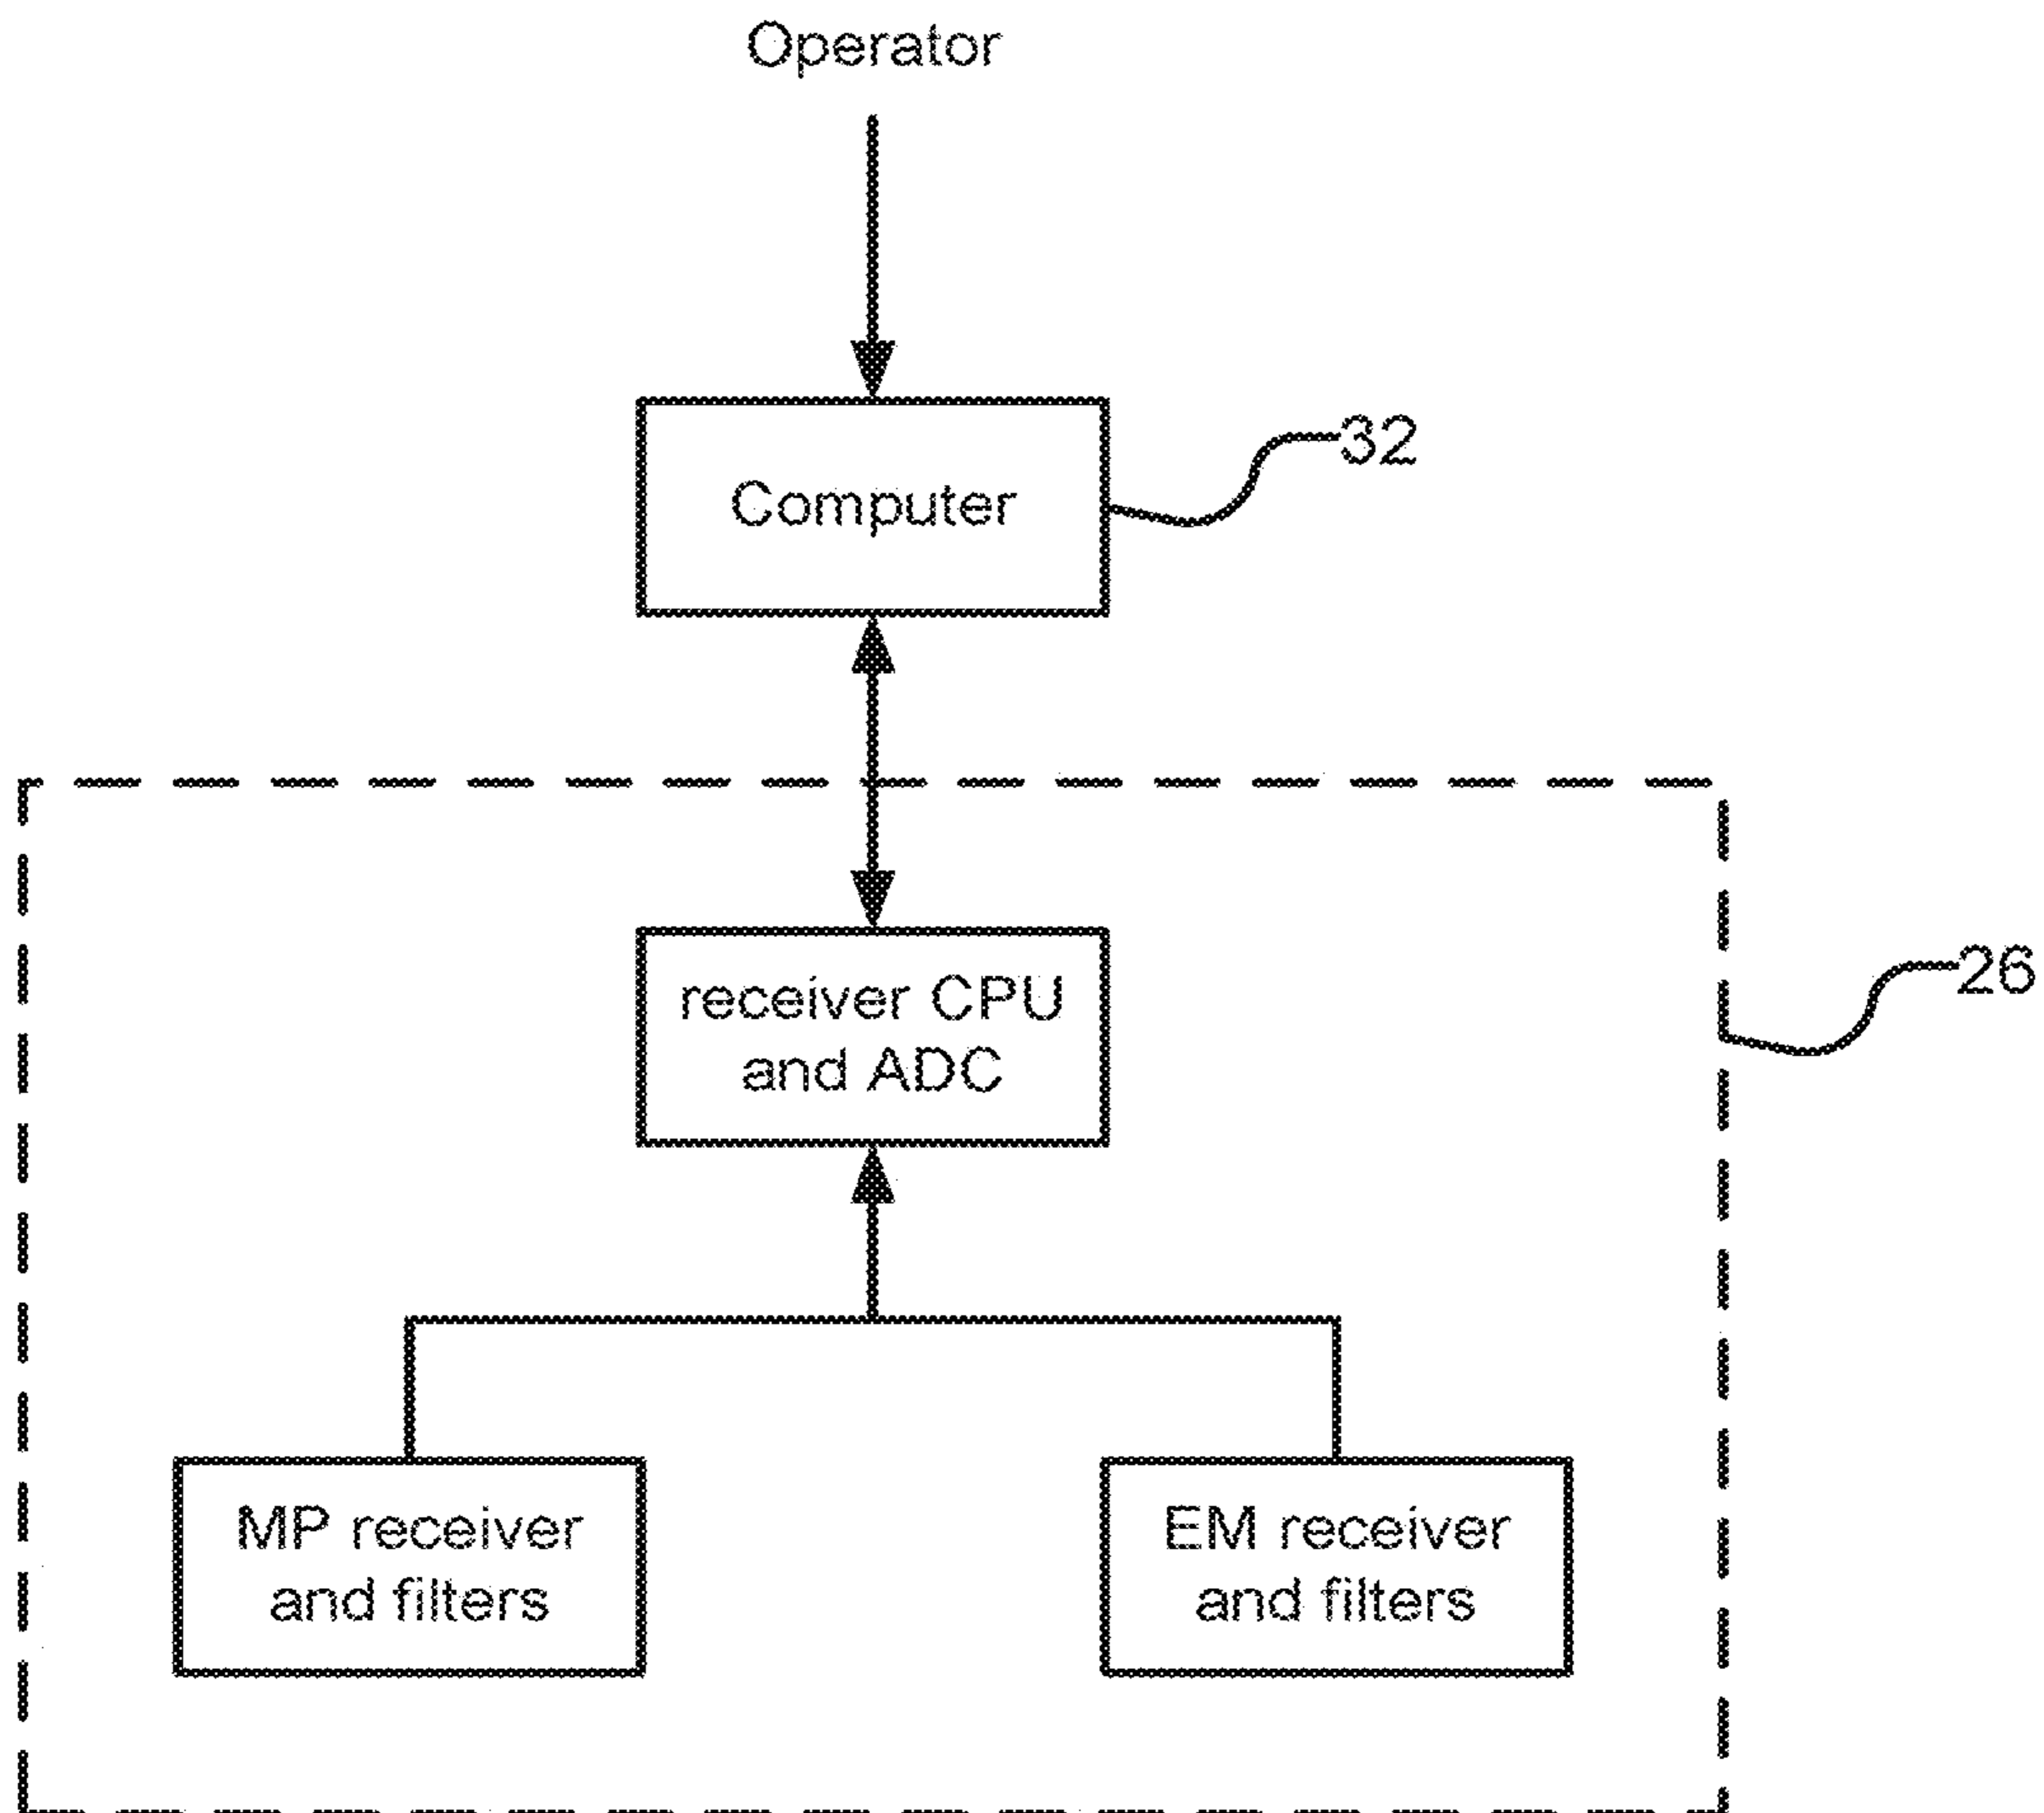 Operator
Computer
32
receiver CPU
and ADC
26
MP receiver
and filters
EM receiver
and filters